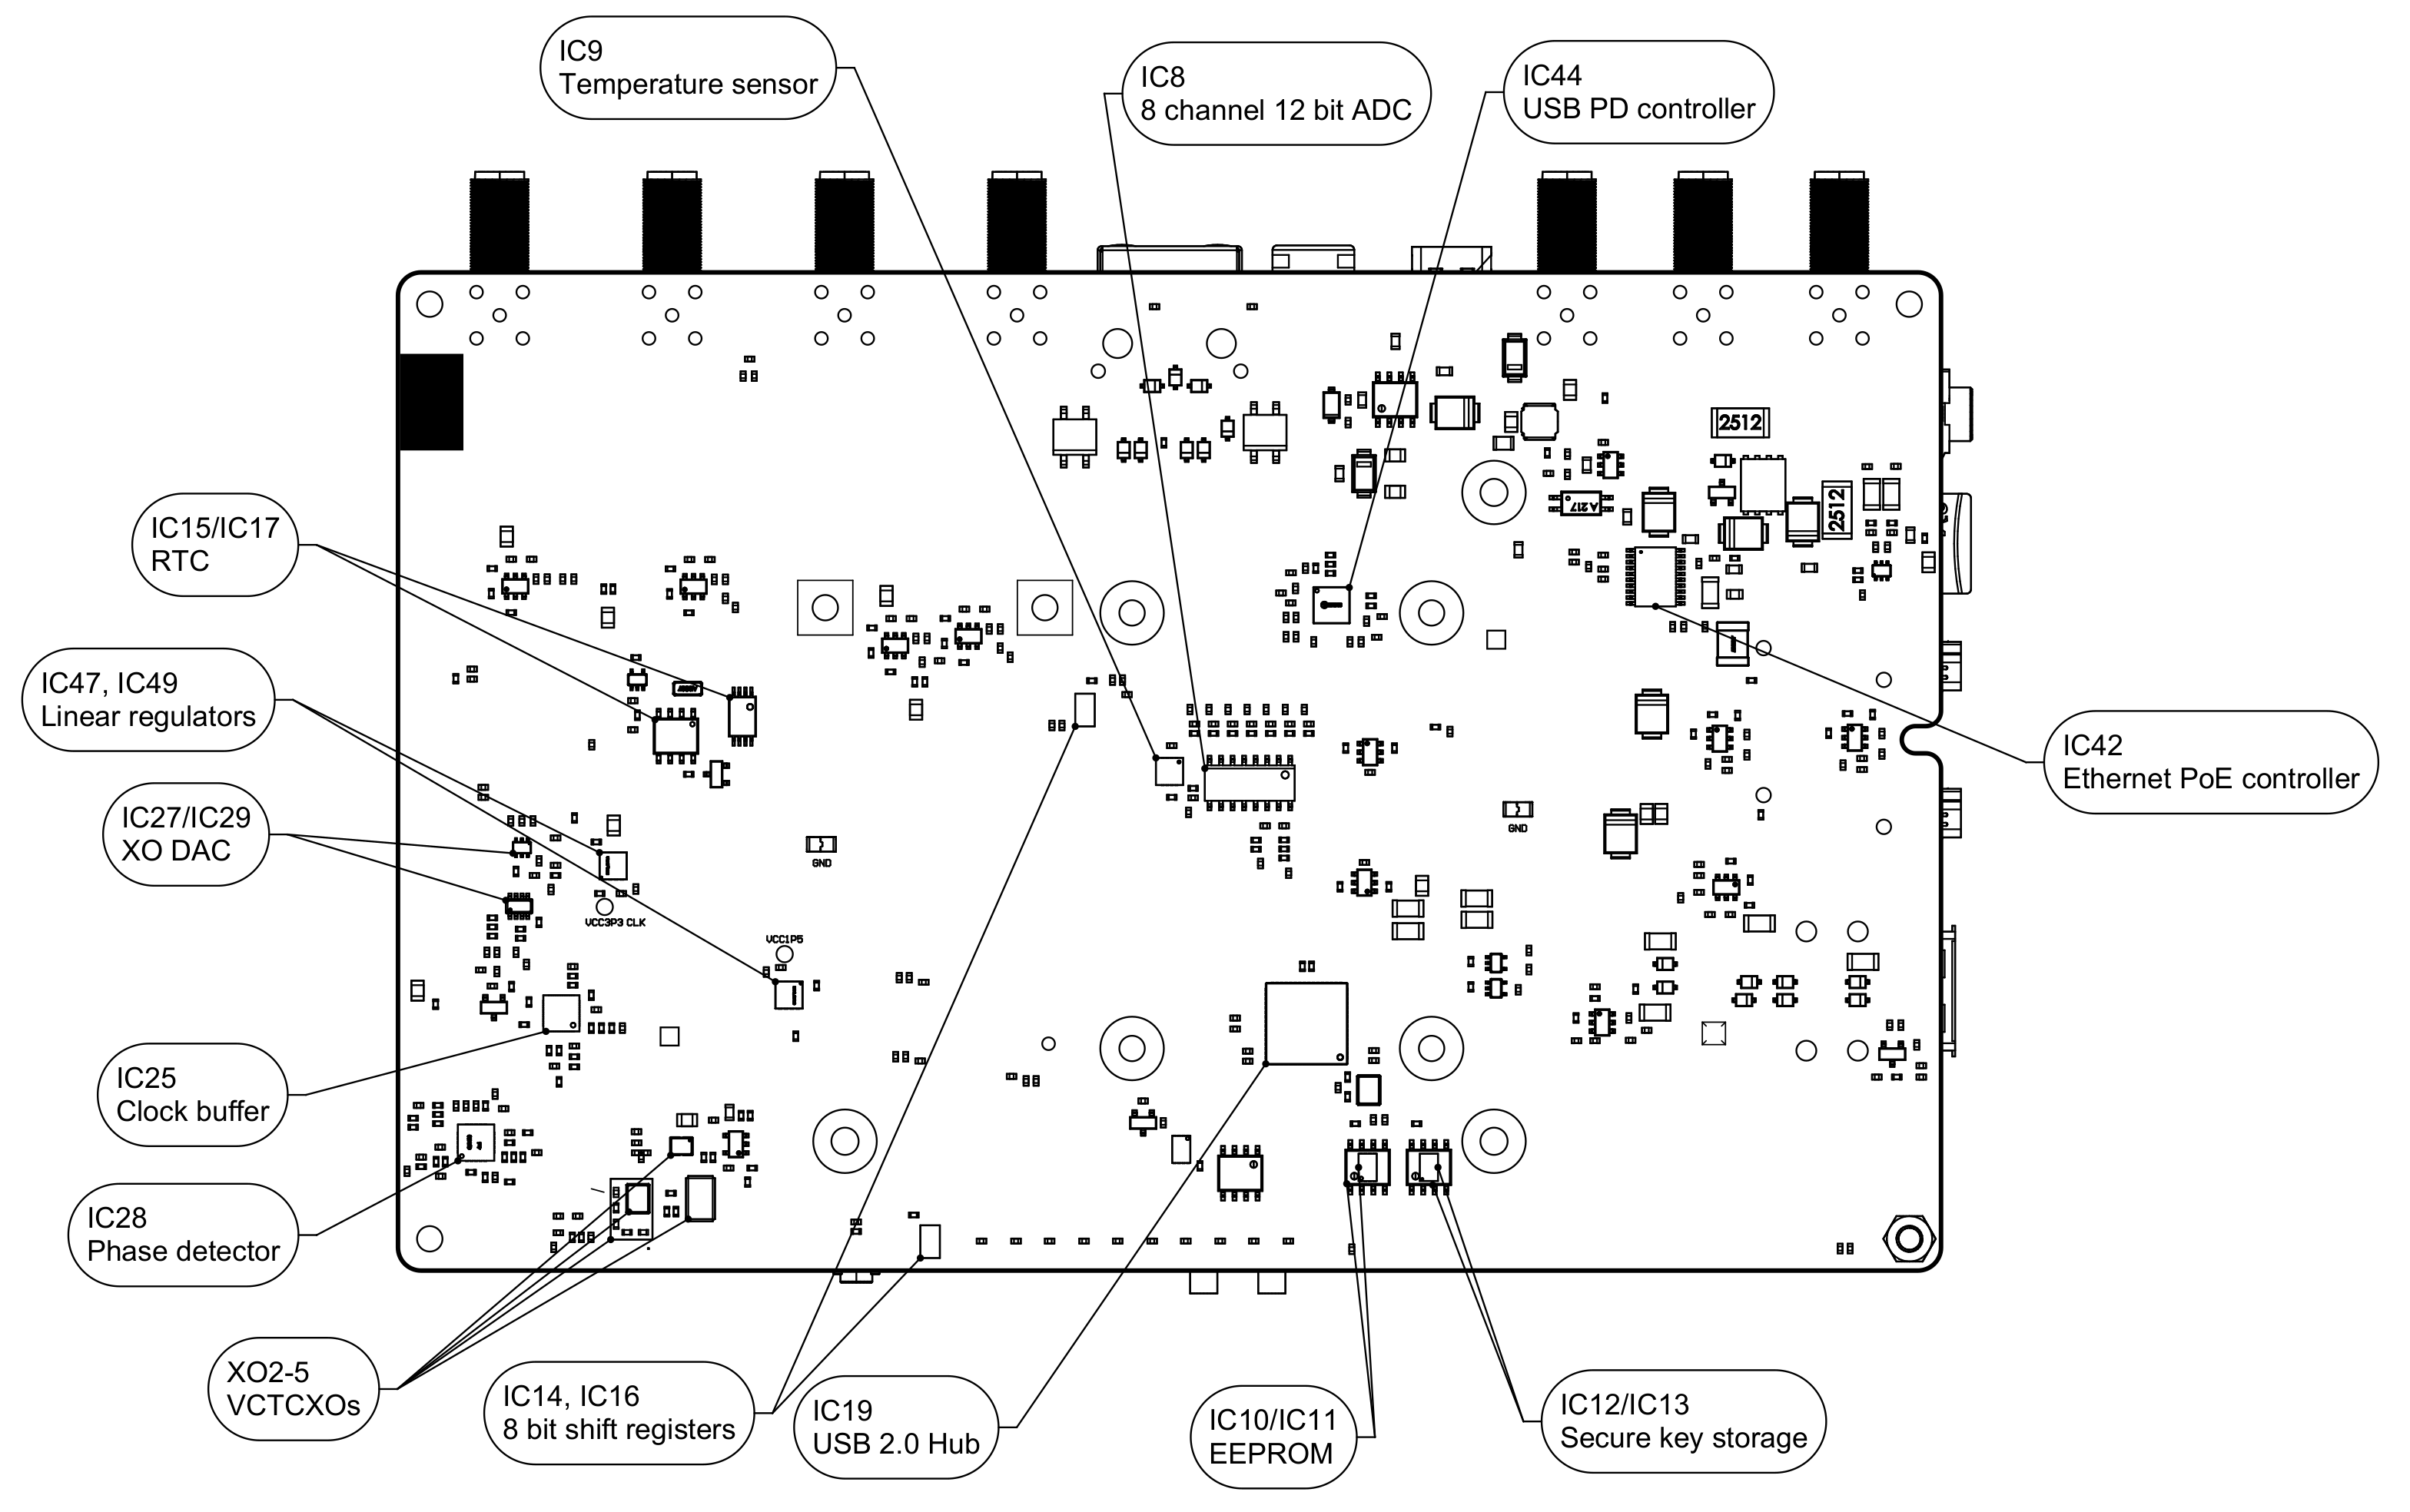 IC9
Temperature sensor
IC8
8 channel 12 bit ADC
IC44
USB PD controller
2512
A217
2512
IC15/IC17
RTC
IC47, IC49
Linear regulators
IC42
Ethernet PoE controller
IC27/IC29
XO DAC
GND
GND
VCC3P3 CLK
VCC1P5
IC25
Clock buffer
IC28
Phase detector
XO2-5
VCTCXOs
IC14, IC16
8 bit shift registers
IC19
USB 2.0 Hub
IC10/IC11
EEPROM
IC12/IC13
Secure key storage